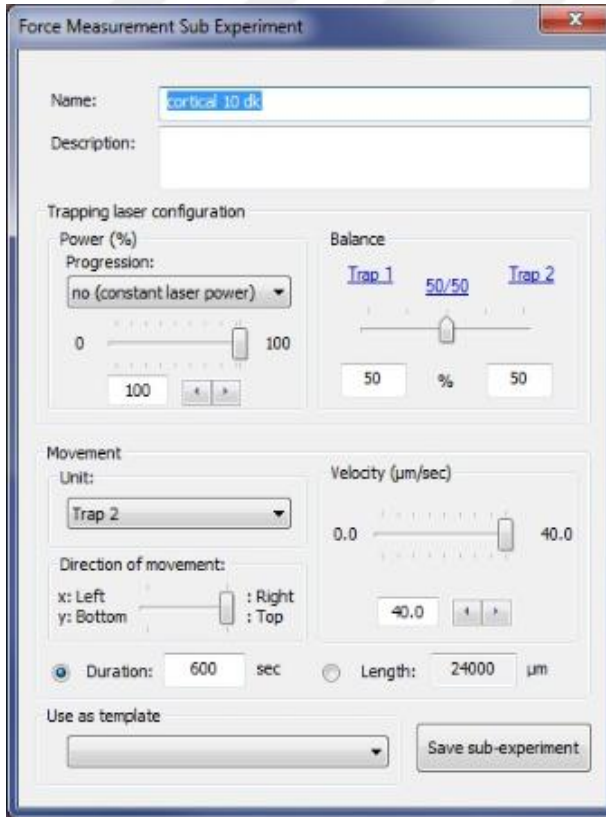 Force Measurement Sub Experiment
Name: cortical 10 dk
Description:
Trapping laser configuration
Power (%)
Progression:
no (constant laser power)
0 100
100
Balance
Trap 1 50/50 Trap 2
50 % 50
Movement
Unit:
Trap 2
Direction of movement:
x: Left : Right
y: Bottom : Top
Velocity (µm/sec)
0.0 40.0
40.0
Duration: 600 sec Length: 24000 µm
Use as template
Save sub-experiment